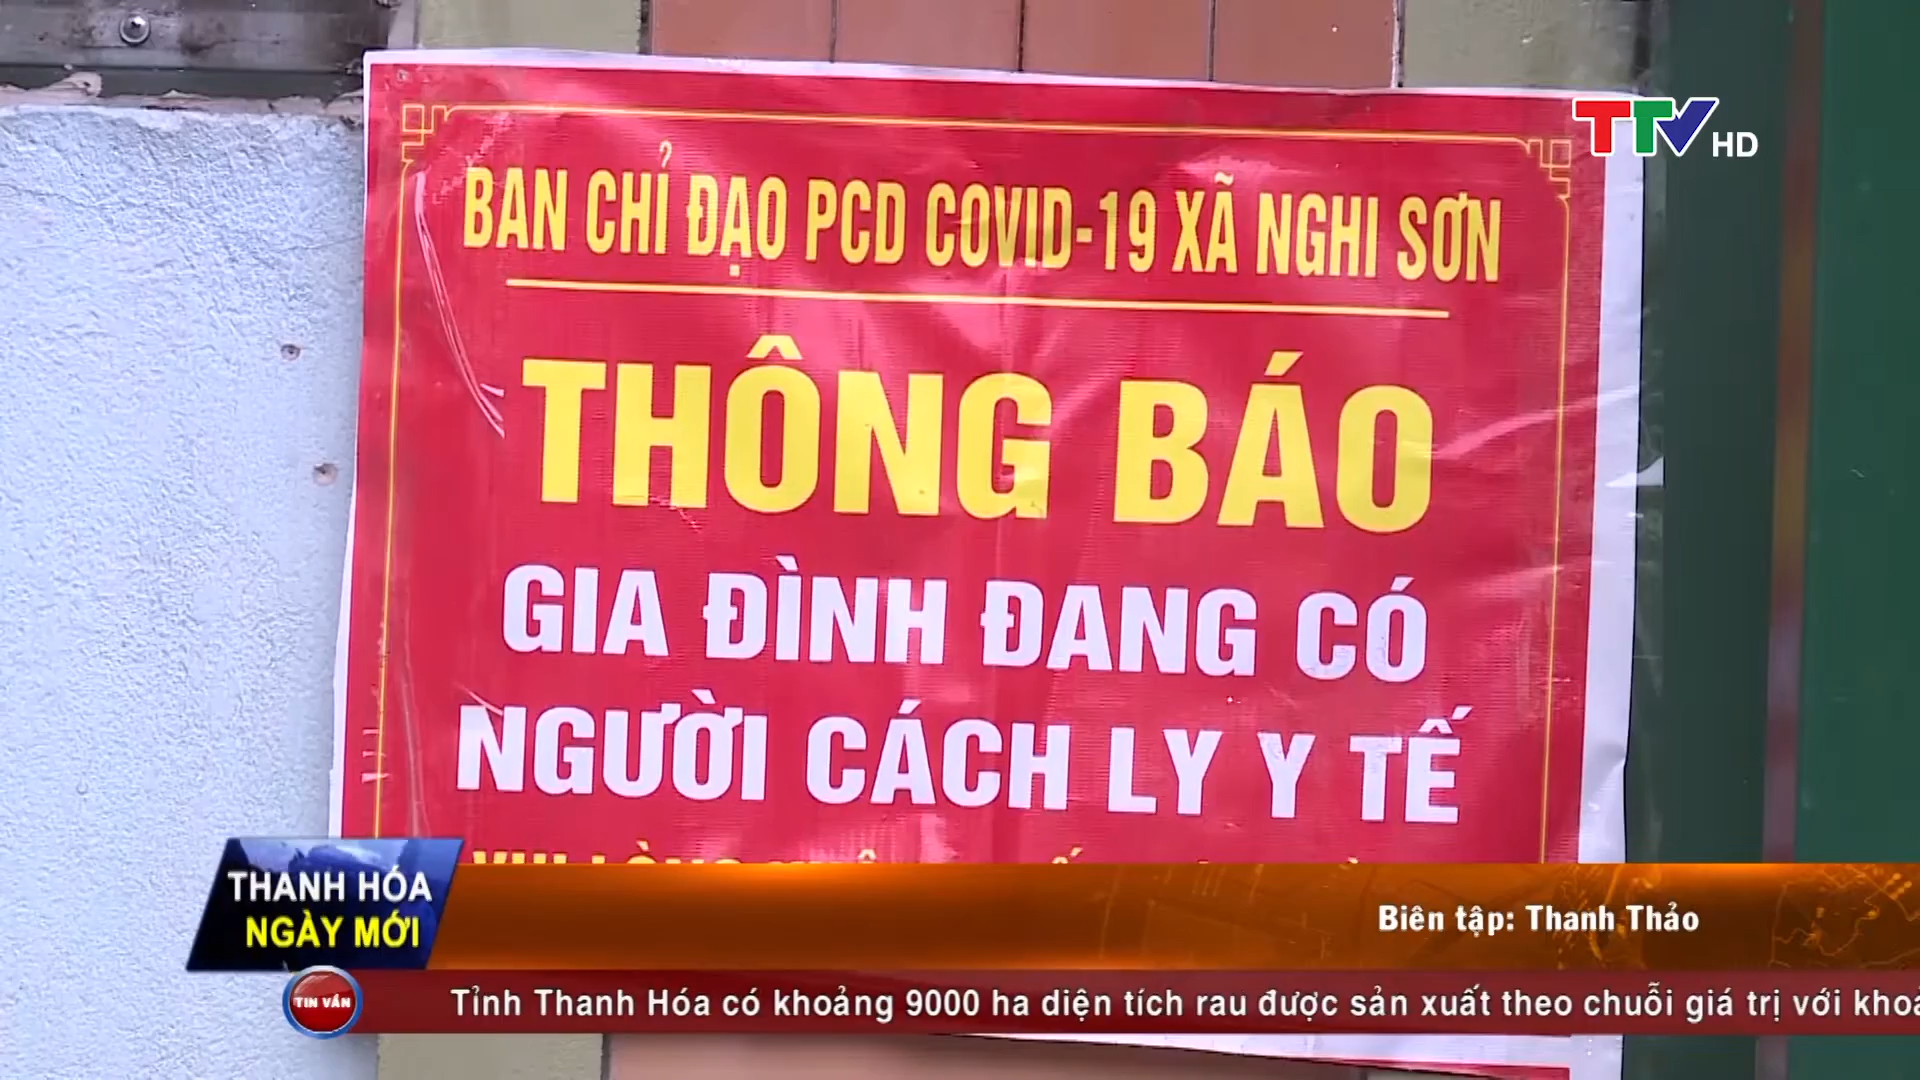 TTV HD
BAN CHỈ ĐẠO PCD COVID-19 XÃ NGHI SƠN
THÔNG BÁO
GIA ĐÌNH ĐANG CÓ
NGƯỜI CÁCH LY Y TẾ
THANH HÓA
NGÀY MỚI
Biên tập: Thanh Thảo
TIN VẮN
Tỉnh Thanh Hóa có khoảng 9000 ha diện tích rau được sản xuất theo chuỗi giá trị với